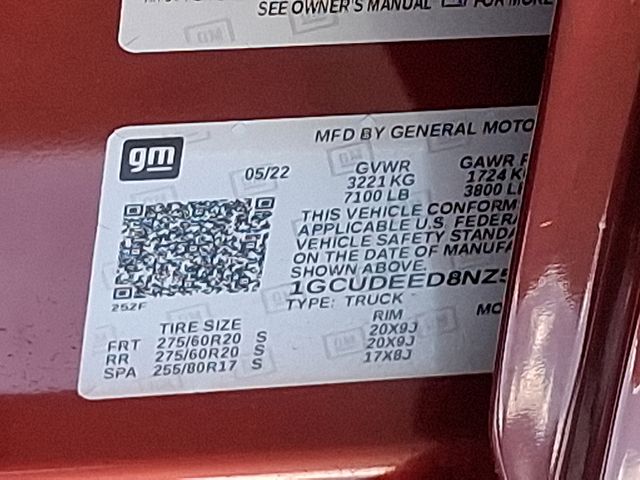 SEE OWNER'S MANUAL FOR MORE
gm
MFD BY GENERAL MOTO
05/22
GVWR
3221 KG
7100 LB
GAWR F
1724 K
3800 L
THIS VEHICLE CONFORM
APPLICABLE U.S. FEDERA
VEHICLE SAFETY STANDA
ON THE DATE OF MANUFA
SHOWN ABOVE.
1GCUDEED8NZ5
TYPE: TRUCK
MO
252F
TIRE SIZE RIM
FRT 275/60R20 S 20X9J
RR 275/60R20 S 20X9J
SPA 255/80R17 S 17X8J